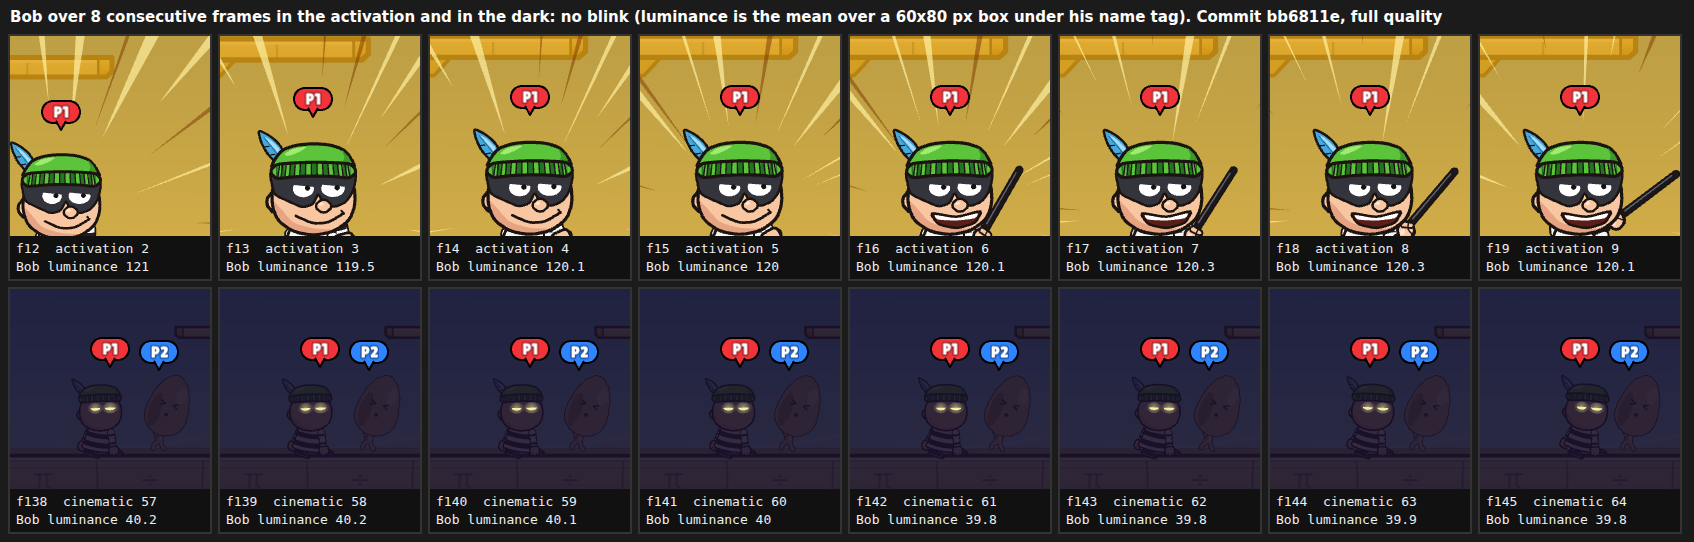 Bob over 8 consecutive frames in the activation and in the dark: no blink (luminance is the mean over a 60x80 px box under his name tag). Commit bb6811e, full quality
P1
f12 activation 2
Bob luminance 121
P1
f13 activation 3
Bob luminance 119.5
P1
f14 activation 4
Bob luminance 120.1
P1
f15 activation 5
Bob luminance 120
P1
f16 activation 6
Bob luminance 120.1
P1
f17 activation 7
Bob luminance 120.3
P1
f18 activation 8
Bob luminance 120.3
P1
f19 activation 9
Bob luminance 120.1
P1 P2
π ÷
f138 cinematic 57
Bob luminance 40.2
P1 P2
π ÷
f139 cinematic 58
Bob luminance 40.2
P1 P2
π ÷
f140 cinematic 59
Bob luminance 40.1
P1 P2
π ÷
f141 cinematic 60
Bob luminance 40
P1 P2
π ÷
f142 cinematic 61
Bob luminance 39.8
P1 P2
π ÷
f143 cinematic 62
Bob luminance 39.8
P1 P2
π ÷
f144 cinematic 63
Bob luminance 39.9
P1 P2
π ÷
f145 cinematic 64
Bob luminance 39.8